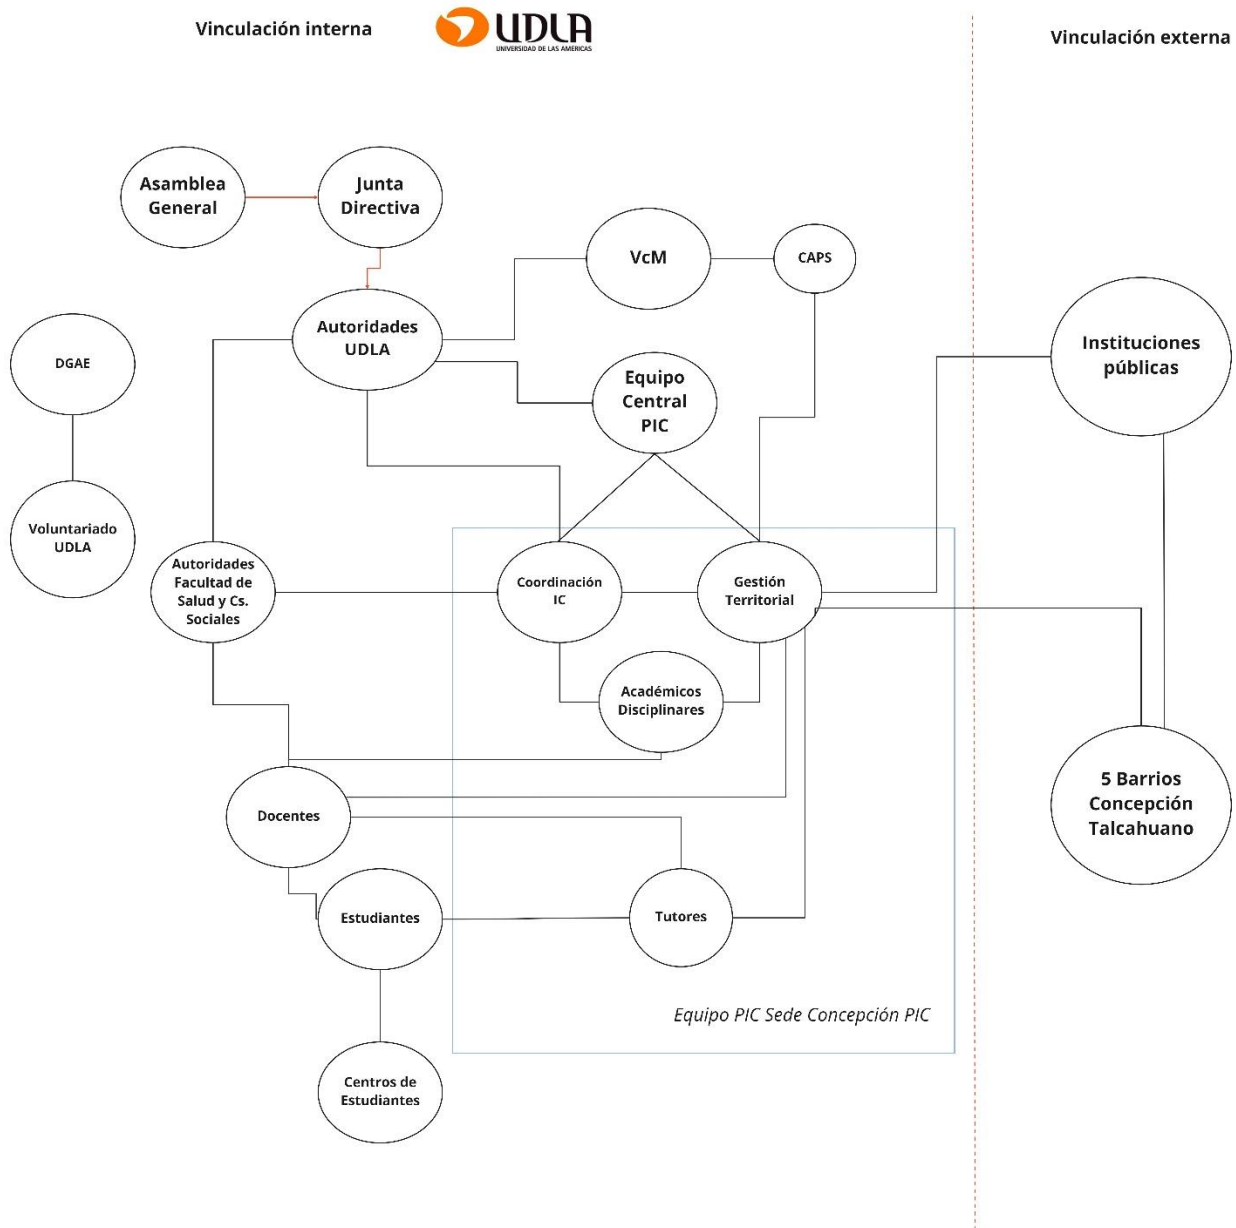 Vinculación interna
UDLA
UNIVERSIDAD DE LAS AMERICAS
Vinculación externa
Asamblea
General
Junta
Directiva
VcM
CAPS
Autoridades
UDLA
Instituciones
públicas
DGAE
Equipo
Central
PIC
Voluntariado
UDLA
Autoridades
Facultad de
Salud y Cs.
Sociales
Coordinación
IC
Gestión
Territorial
Académicos
Disciplinares
5 Barrios
Concepción
Talcahuano
Docentes
Estudiantes
Tutores
Equipo PIC Sede Concepción PIC
Centros de
Estudiantes